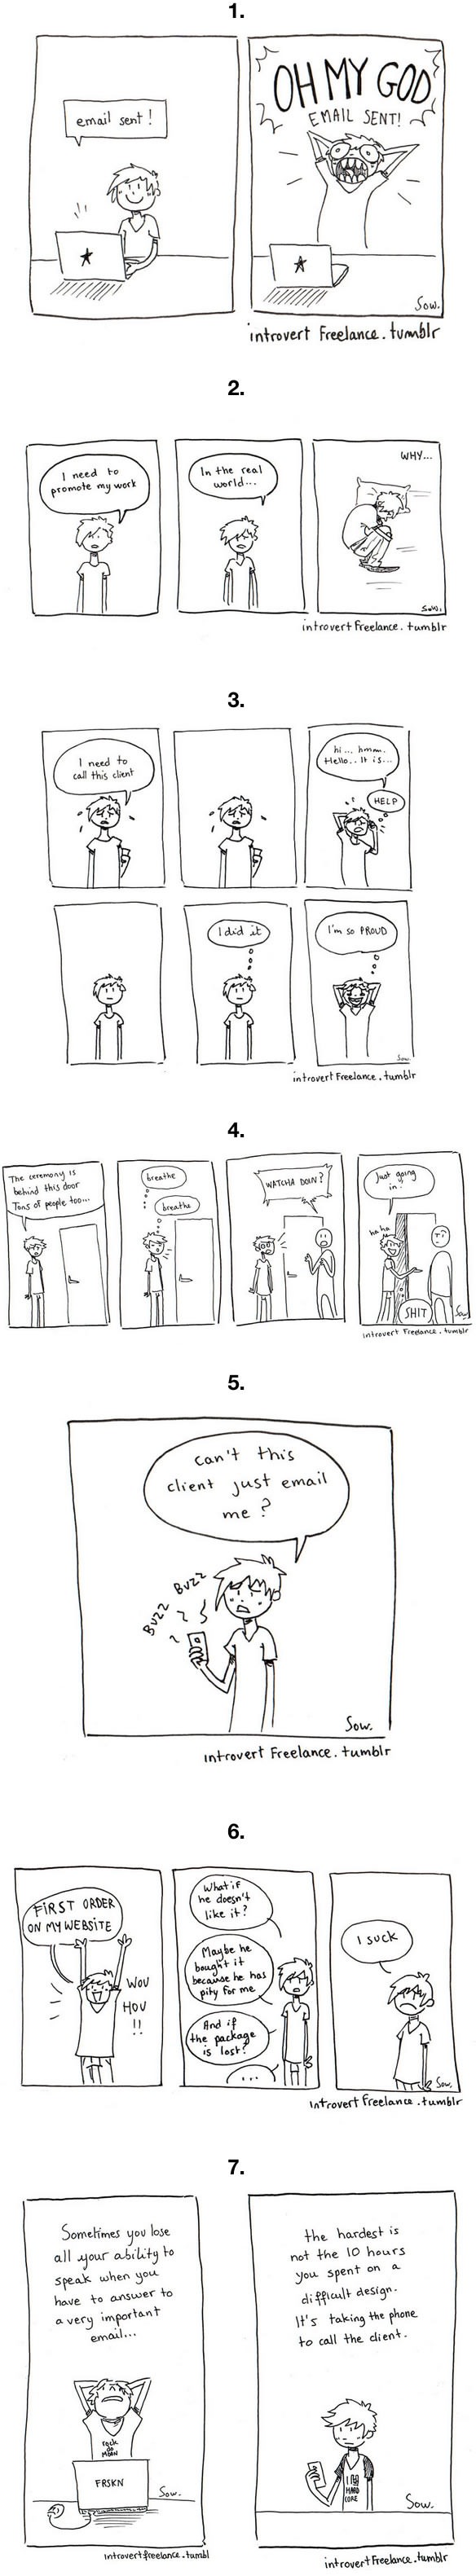 1.
email sent !
OH MY GOD
EMAIL SENT!
Sow.
introvert Freelance. tumblr
2.
I need to
promote my work
In the real
world...
WHY...
Sow.
introvert Freelance. tumblr
3.
I need to
call this client
hi... hmm.
Hello.. It is...
HELP
I did it
I'm so PROUD
Sow.
introvert Freelance. tumblr
4.
The ceremony is
behind this door
Tons of people too...
breathe
breathe
WATCHA DOIN?
Just going
in..
ha ha
SHIT
Sow.
introvert Freelance. tumblr
5.
can't this
client just email
me ?
BUZZ
BUZZ
Sow.
introvert Freelance. tumblr
6.
FIRST ORDER
ON MY WEBSITE
WOU
HOU
!!
What if
he doesn't
like it?
Maybe he
bought it
because he has
pity for me
And if
the package
is lost?
...
I suck
Sow.
Introvert Freelance .tumblr
7.
Sometimes you lose
all your ability to
speak when you
have to answer to
a very important
email...
FRSKN
Sow.
introvert freelance. tumbl
the hardest is
not the 10 hours
you spent on a
difficult design.
It's taking the phone
to call the client.
HARD
CORE
Sow.
introvert Freelance. tumblr